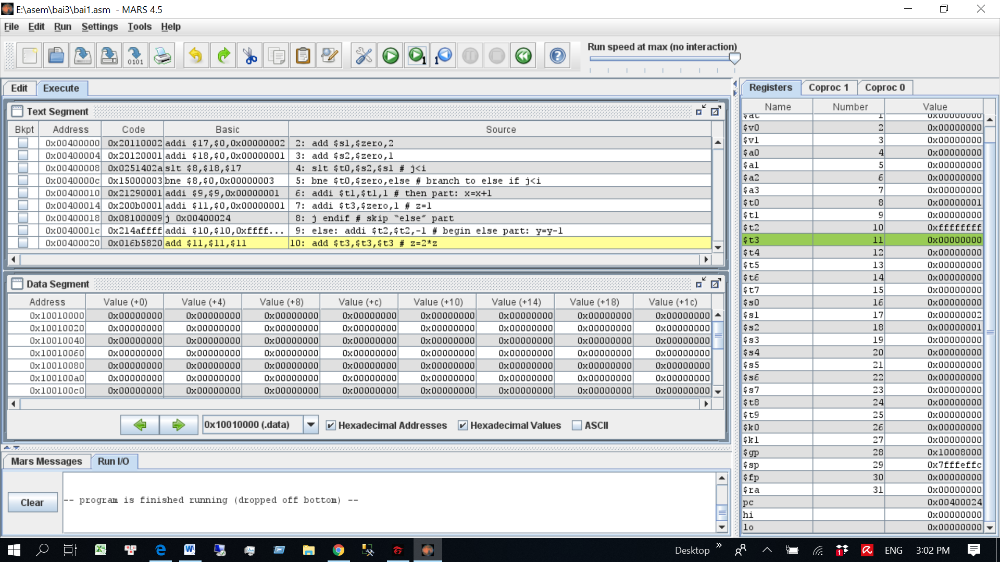 E:\asem\bai3\bai1.asm - MARS 4.5
File Edit Run Settings Tools Help
Run speed at max (no interaction)
0101
1
1
Edit Execute
Text Segment
Bkpt Address Code Basic Source
0x00400000 0x20110002 addi $17,$0,0x00000002 2: add $s1,$zero,2
0x00400004 0x20120001 addi $18,$0,0x00000001 3: add $s2,$zero,1
0x00400008 0x0251402a slt $8,$18,$17 4: slt $t0,$s2,$s1 # j<i
0x0040000c 0x15000003 bne $8,$0,0x00000003 5: bne $t0,$zero,else # branch to else if j<i
0x00400010 0x21290001 addi $9,$9,0x00000001 6: addi $t1,$t1,1 # then part: x=x+1
0x00400014 0x200b0001 addi $11,$0,0x00000001 7: addi $t3,$zero,1 # z=1
0x00400018 0x08100009 j 0x00400024 8: j endif # skip “else” part
0x0040001c 0x214affff addi $10,$10,0xffff... 9: else: addi $t2,$t2,-1 # begin else part: y=y-1
0x00400020 0x016b5820 add $11,$11,$11 10: add $t3,$t3,$t3 # z=2*z
Data Segment
Address Value (+0) Value (+4) Value (+8) Value (+c) Value (+10) Value (+14) Value (+18) Value (+1c)
0x10010000 0x00000000 0x00000000 0x00000000 0x00000000 0x00000000 0x00000000 0x00000000 0x00000000
0x10010020 0x00000000 0x00000000 0x00000000 0x00000000 0x00000000 0x00000000 0x00000000 0x00000000
0x10010040 0x00000000 0x00000000 0x00000000 0x00000000 0x00000000 0x00000000 0x00000000 0x00000000
0x10010060 0x00000000 0x00000000 0x00000000 0x00000000 0x00000000 0x00000000 0x00000000 0x00000000
0x10010080 0x00000000 0x00000000 0x00000000 0x00000000 0x00000000 0x00000000 0x00000000 0x00000000
0x100100a0 0x00000000 0x00000000 0x00000000 0x00000000 0x00000000 0x00000000 0x00000000 0x00000000
0x100100c0 0x00000000 0x00000000 0x00000000 0x00000000 0x00000000 0x00000000 0x00000000 0x00000000
0x10010000 (.data) Hexadecimal Addresses Hexadecimal Values ASCII
Mars Messages Run I/O
Clear
-- program is finished running (dropped off bottom) --
Registers Coproc 1 Coproc 0
Name Number Value
$at 1 0x00000000
$v0 2 0x00000000
$v1 3 0x00000000
$a0 4 0x00000000
$a1 5 0x00000000
$a2 6 0x00000000
$a3 7 0x00000000
$t0 8 0x00000001
$t1 9 0x00000000
$t2 10 0xffffffff
$t3 11 0x00000000
$t4 12 0x00000000
$t5 13 0x00000000
$t6 14 0x00000000
$t7 15 0x00000000
$s0 16 0x00000000
$s1 17 0x00000002
$s2 18 0x00000001
$s3 19 0x00000000
$s4 20 0x00000000
$s5 21 0x00000000
$s6 22 0x00000000
$s7 23 0x00000000
$t8 24 0x00000000
$t9 25 0x00000000
$k0 26 0x00000000
$k1 27 0x00000000
$gp 28 0x10008000
$sp 29 0x7fffeffc
$fp 30 0x00000000
$ra 31 0x00000000
pc 0x00400024
hi 0x00000000
lo 0x00000000
Desktop ENG 3:02 PM